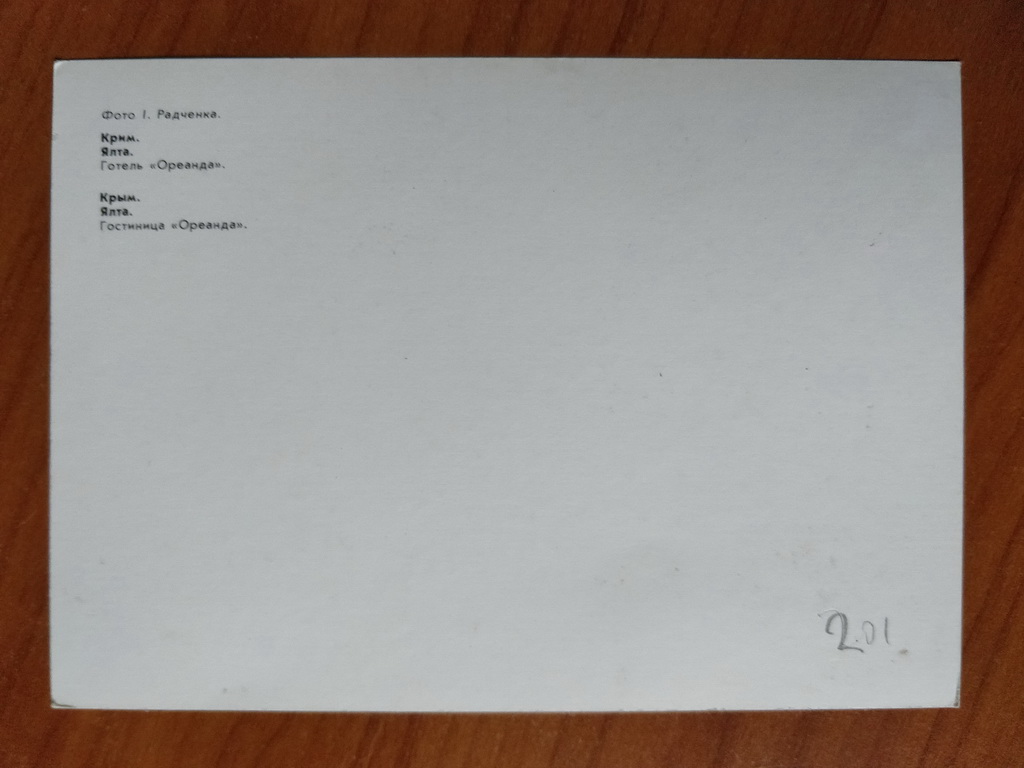 Фото І. Радченка.
Крим.
Ялта.
Готель «Ореанда».
Крым.
Ялта.
Гостиница «Ореанда».
2.01